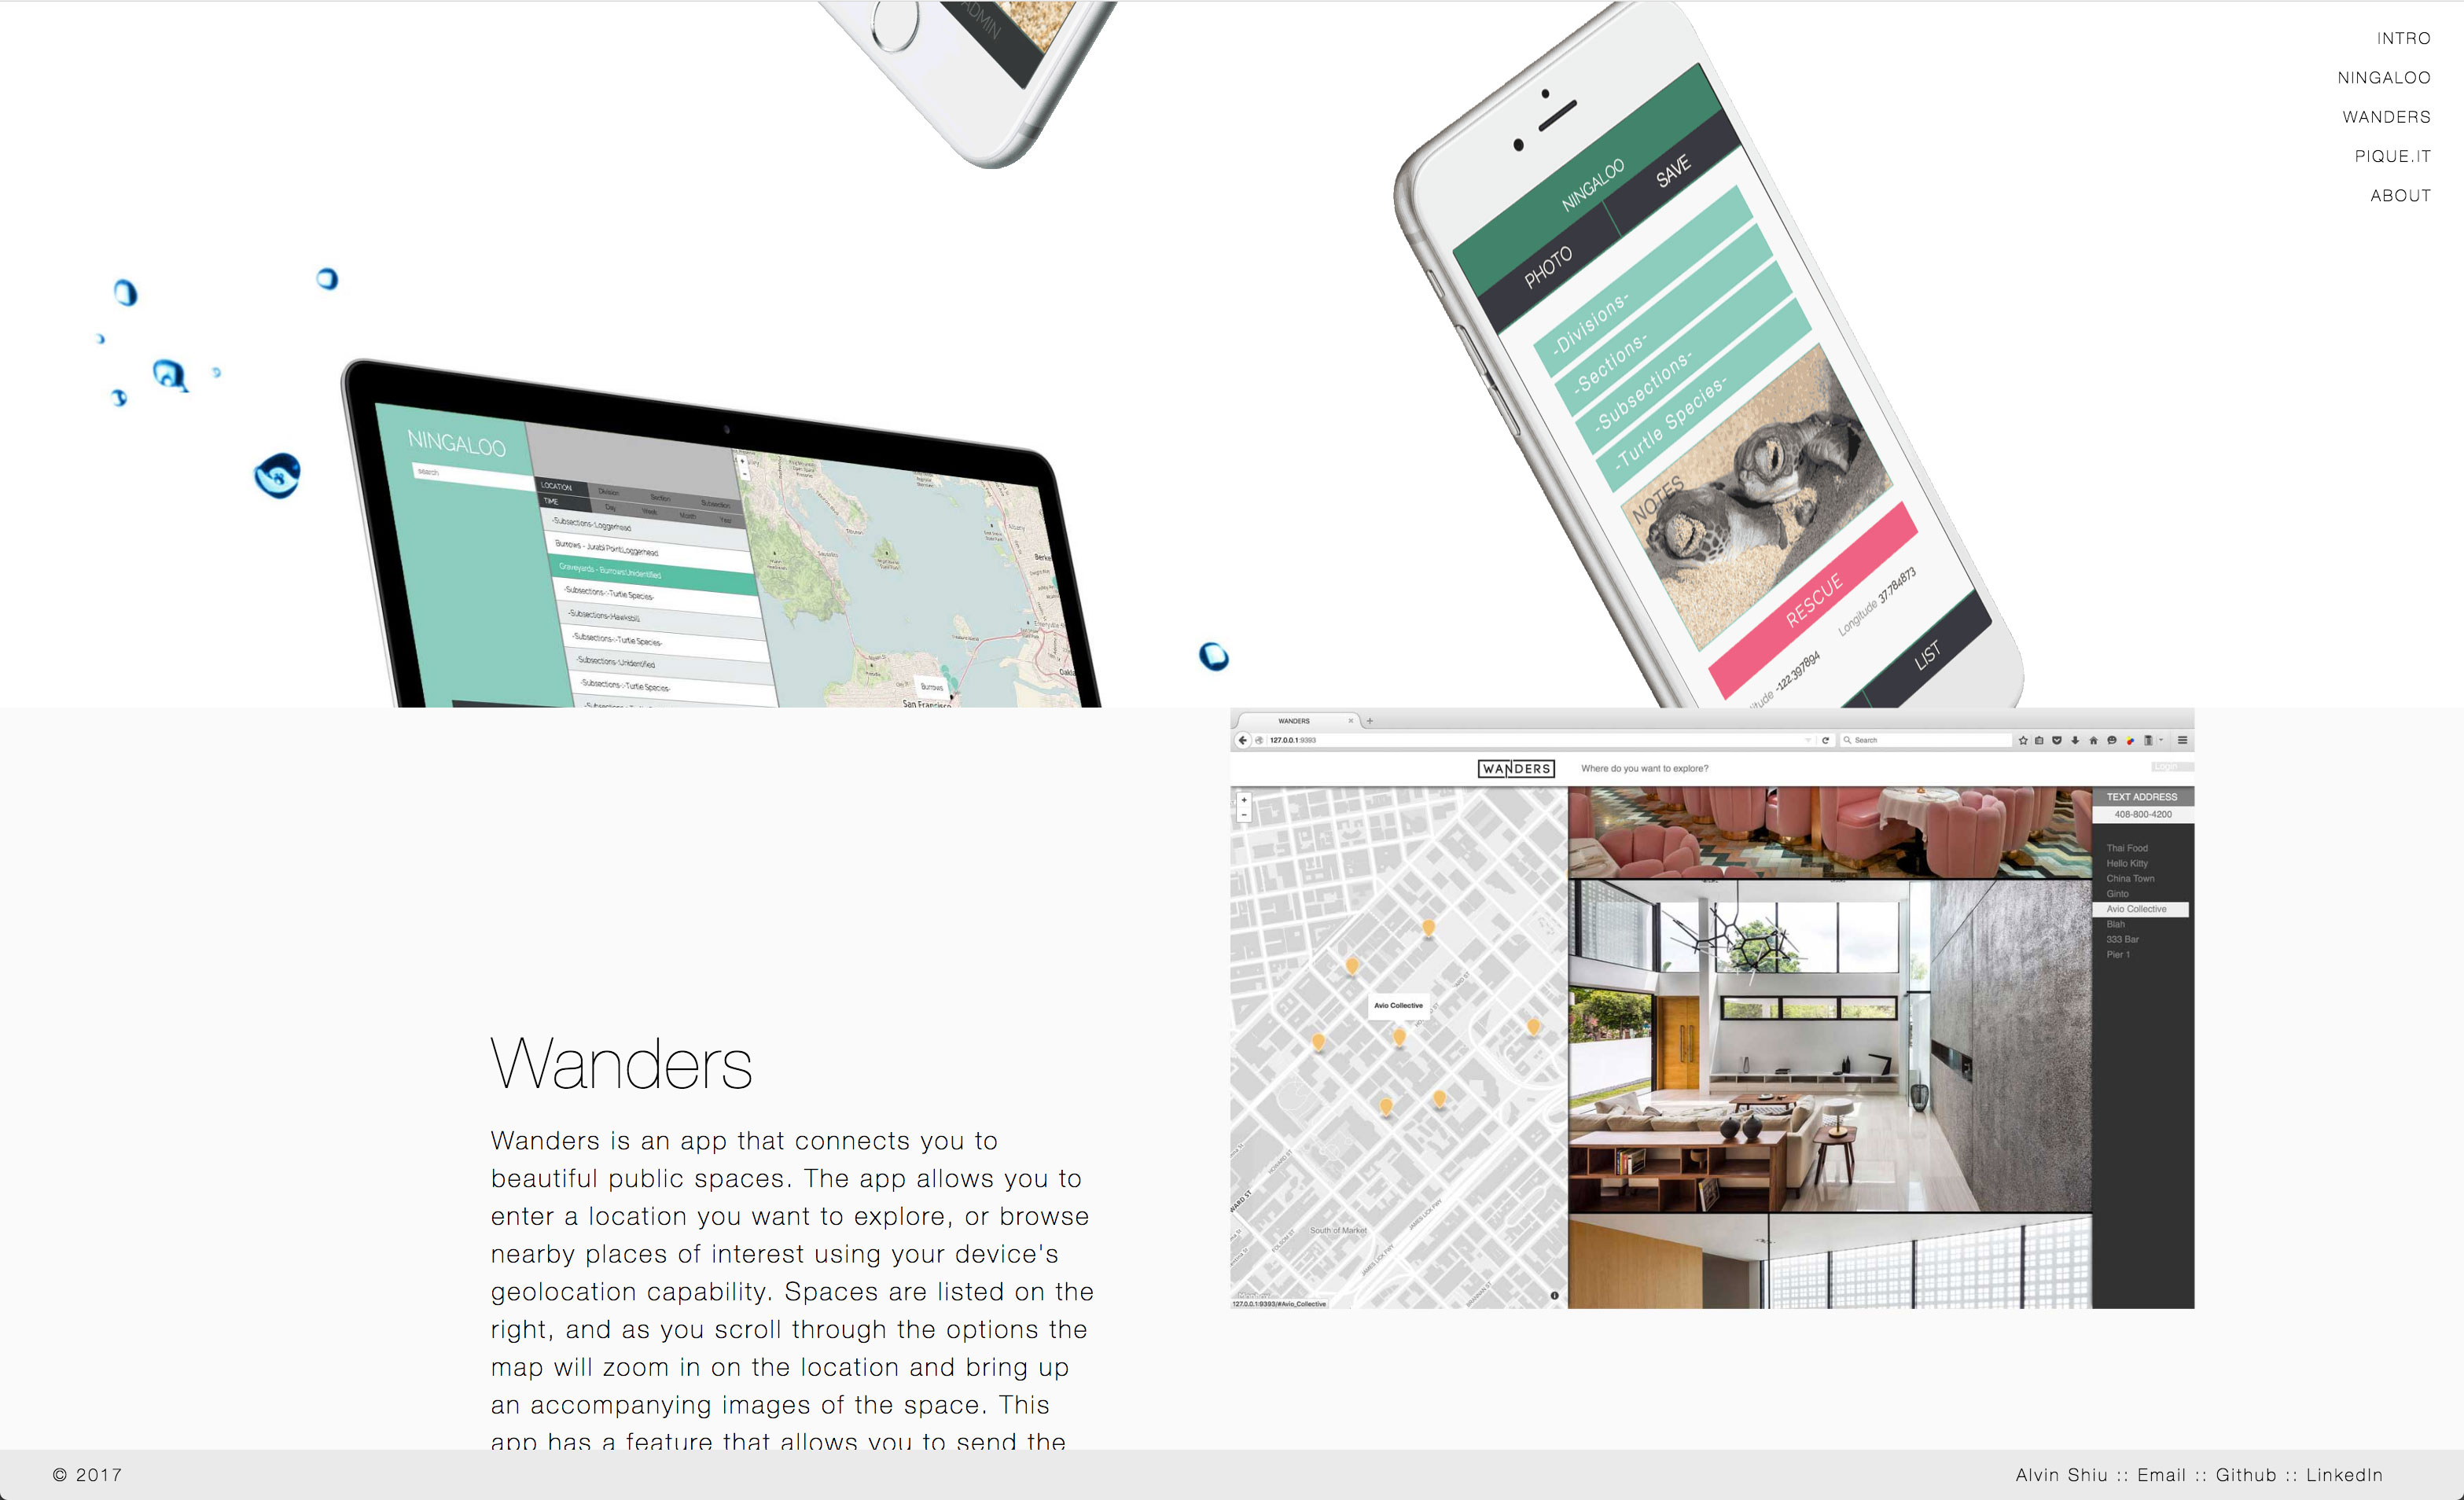 ADMIN
INTRO
NINGALOO
WANDERS
PIQUE.IT
ABOUT
NINGALOO
PHOTO
SAVE
-Divisions-
-Sections-
-Subsections-
-Turtle Species-
NOTES
RESCUE
Longitude 37.784873
-122.397894
LIST
NINGALOO
search
LOCATION Division Section Subsection
TIME Day Week Month Year
-Subsections-:Loggerhead
Burrows - Jurabi Point:Loggerhead
Graveyards - Burrows:Unidentified
-Subsections-:-Turtle Species-
-Subsections-:Hawksbill
-Subsections-:-Turtle Species-
-Subsections-:Unidentified
-Subsections-:-Turtle Species-
Burrows
San Francisco
WANDERS
127.0.0.1:9393
Search
WANDERS
Where do you want to explore?
Login
TEXT ADDRESS
408-800-4200
Thai Food
Hello Kitty
China Town
Ginto
Avio Collective
Blah
333 Bar
Pier 1
Avio Collective
South of Market
JAMES LICK FWY
127.0.0.1:9393/#Avio_Collective
Wanders
Wanders is an app that connects you to
beautiful public spaces. The app allows you to
enter a location you want to explore, or browse
nearby places of interest using your device's
geolocation capability. Spaces are listed on the
right, and as you scroll through the options the
map will zoom in on the location and bring up
an accompanying images of the space. This
app has a feature that allows you to send the
© 2017
Alvin Shiu :: Email :: Github :: LinkedIn